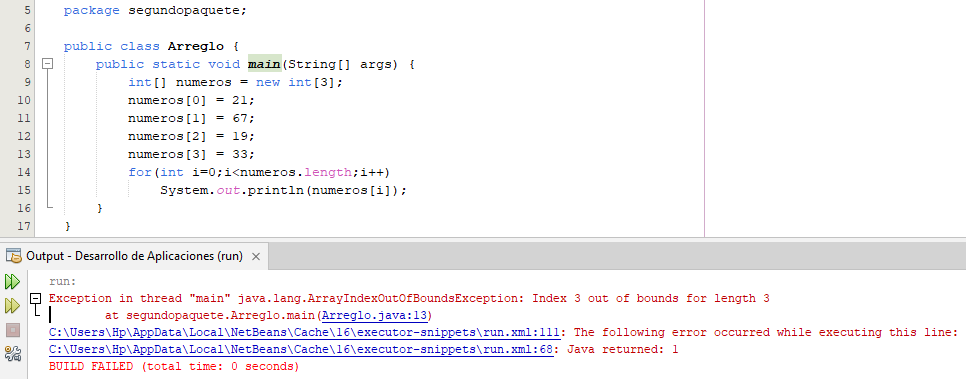 5 package segundopaquete;
6
7 public class Arreglo {
8 public static void main(String[] args) {
9 int[] numeros = new int[3];
10 numeros[0] = 21;
11 numeros[1] = 67;
12 numeros[2] = 19;
13 numeros[3] = 33;
14 for(int i=0;i<numeros.length;i++)
15 System.out.println(numeros[i]);
16 }
17 }
Output - Desarrollo de Aplicaciones (run) ×
run:
Exception in thread "main" java.lang.ArrayIndexOutOfBoundsException: Index 3 out of bounds for length 3
at segundopaquete.Arreglo.main(Arreglo.java:13)
C:\Users\Hp\AppData\Local\NetBeans\Cache\16\executor-snippets\run.xml:111: The following error occurred while executing this line:
C:\Users\Hp\AppData\Local\NetBeans\Cache\16\executor-snippets\run.xml:68: Java returned: 1
BUILD FAILED (total time: 0 seconds)